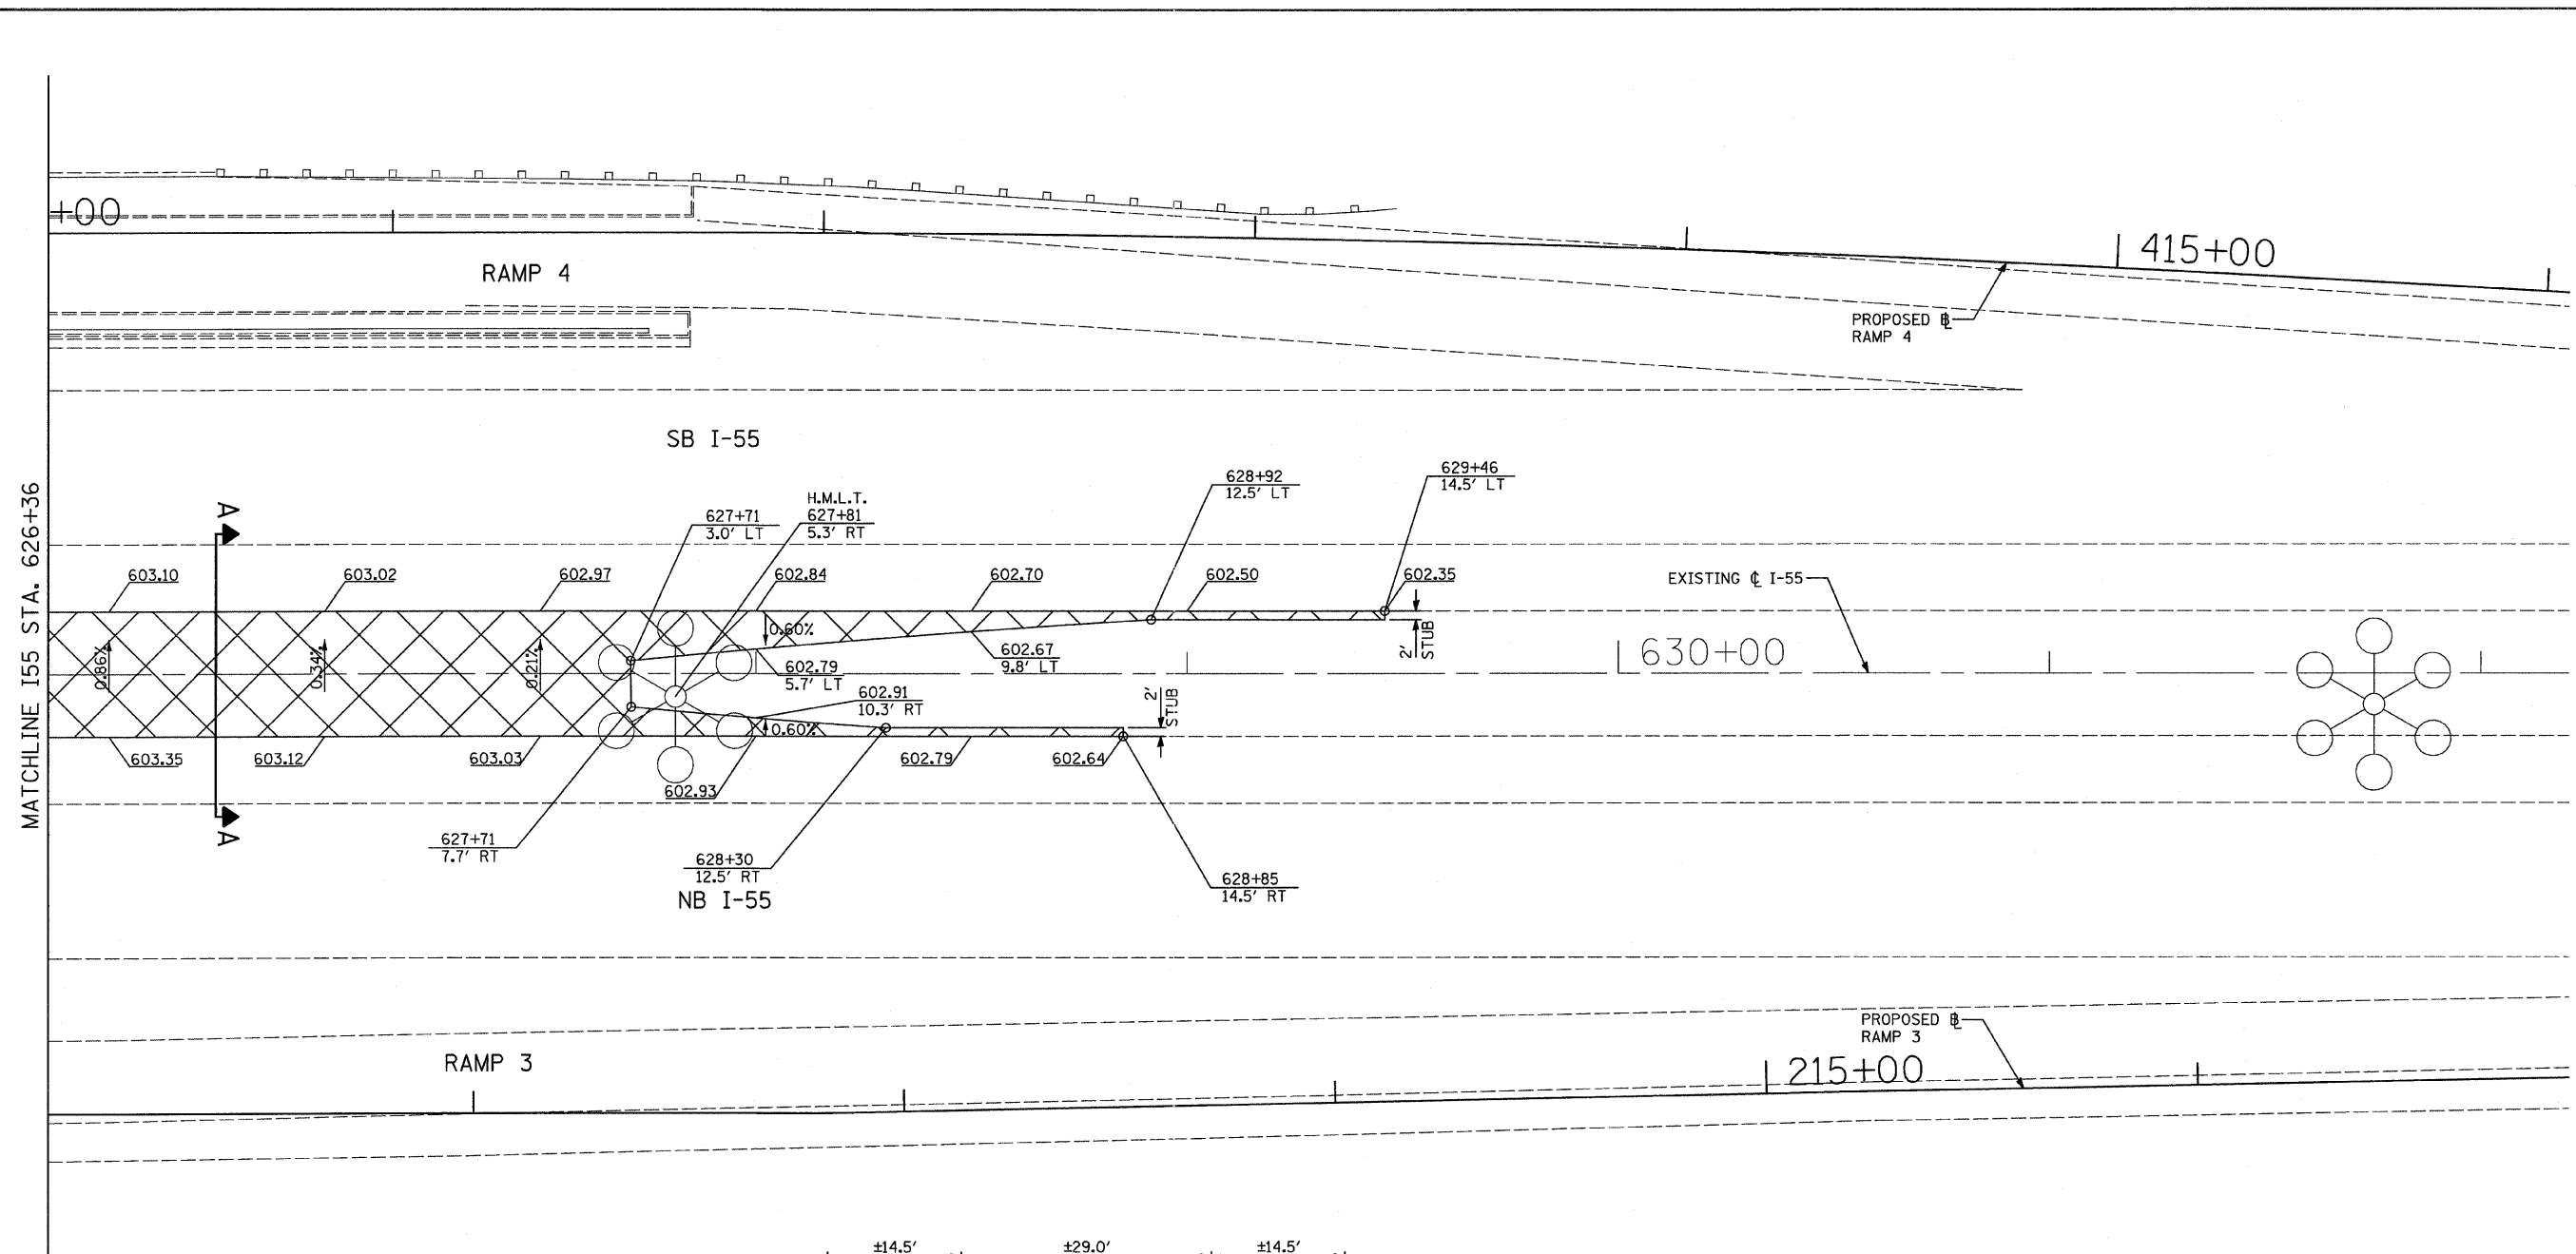 +00
RAMP 4
415+00
PROPOSED ℄
RAMP 4
SB I-55
MATCHLINE I55 STA. 626+36
A
A
627+71
3.0' LT
H.M.L.T.
627+81
5.3' RT
628+92
12.5' LT
629+46
14.5' LT
603.10
603.02
602.97
602.84
602.70
602.50
602.35
EXISTING ℄ I-55
0.86%
0.34%
0.21%
0.60%
602.79
5.7' LT
602.67
9.8' LT
2'
STUB
630+00
602.91
10.3' RT
0.60%
2'
STUB
603.35
603.12
603.03
602.93
602.79
602.64
627+71
7.7' RT
628+30
12.5' RT
628+85
14.5' RT
NB I-55
RAMP 3
PROPOSED ℄
RAMP 3
215+00
±14.5'
±29.0'
±14.5'